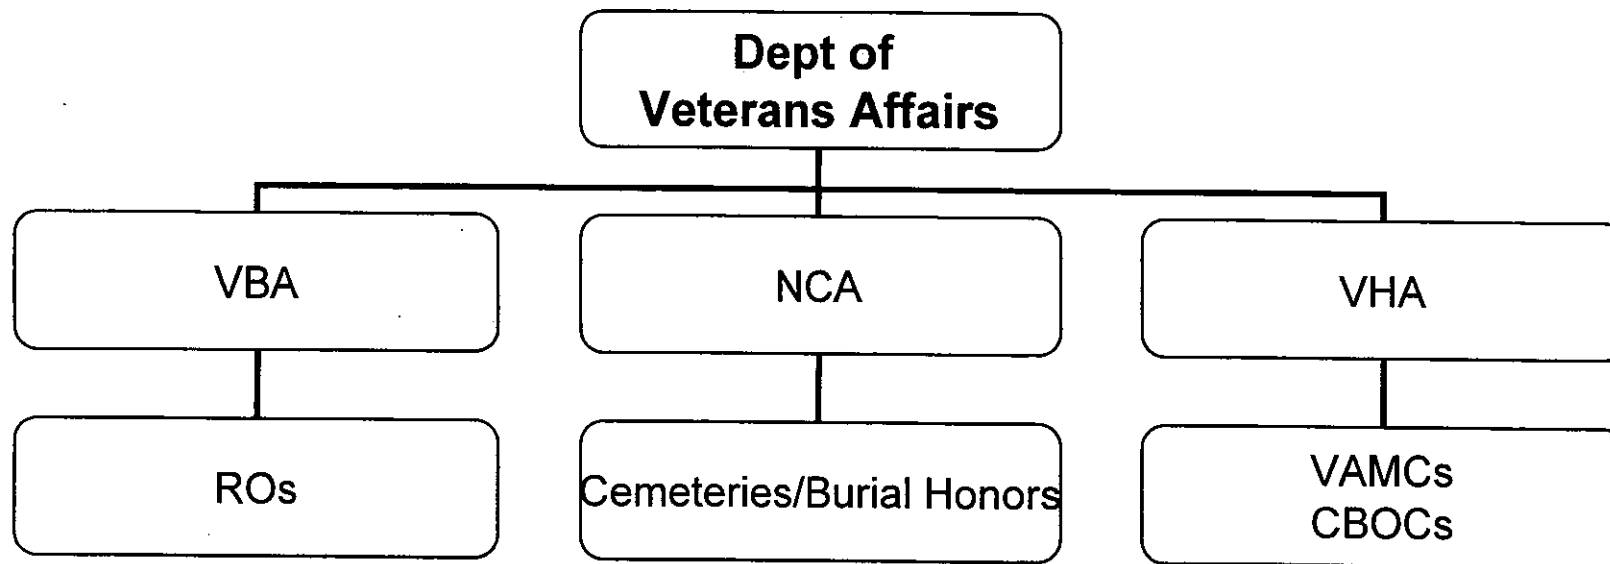 Dept of
Veterans Affairs
VBA
NCA
VHA
ROs
Cemeteries/Burial Honors
VAMCs
CBOCs